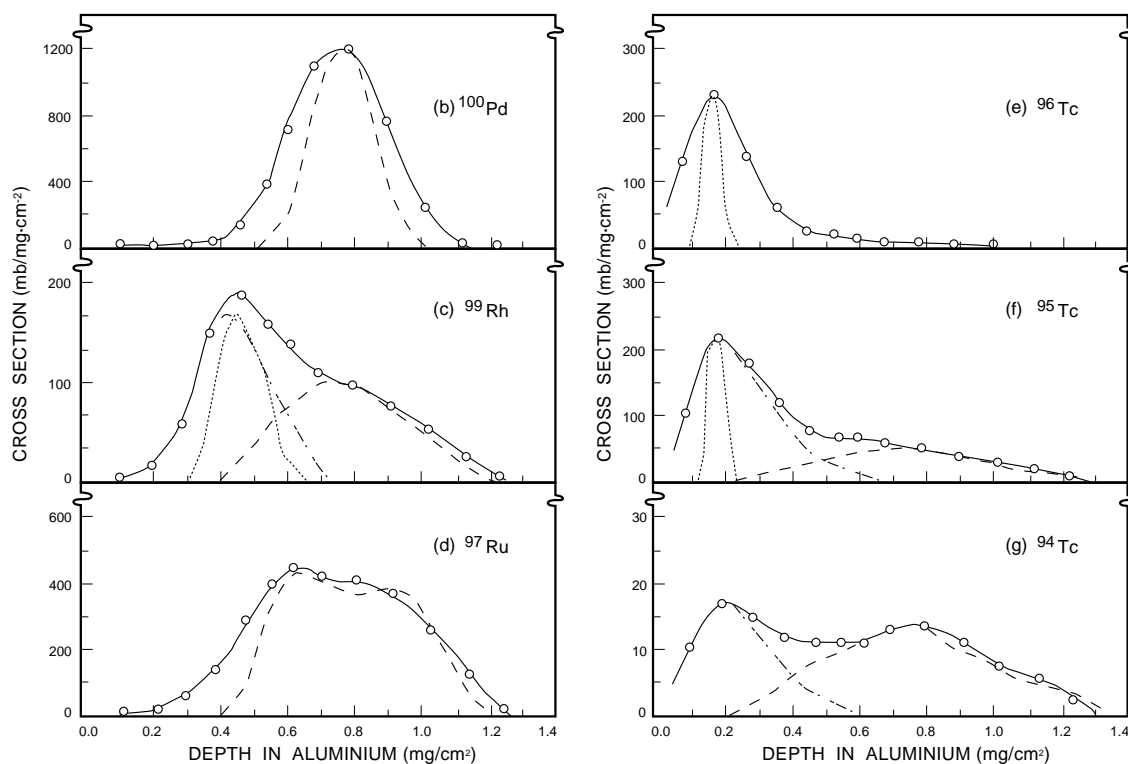 CROSS SECTION (mb/mg·cm-2)
1200
800
400
0
(b) 100Pd
200
100
0
(c) 99Rh
600
400
200
0
(d) 97Ru
0.0 0.2 0.4 0.6 0.8 1.0 1.2 1.4
DEPTH IN ALUMINIUM (mg/cm2)
CROSS SECTION (mb/mg·cm-2)
300
200
100
0
(e) 96Tc
300
200
100
0
(f) 95Tc
30
20
10
0
(g) 94Tc
0.0 0.2 0.4 0.6 0.8 1.0 1.2 1.4
DEPTH IN ALUMINIUM (mg/cm2)